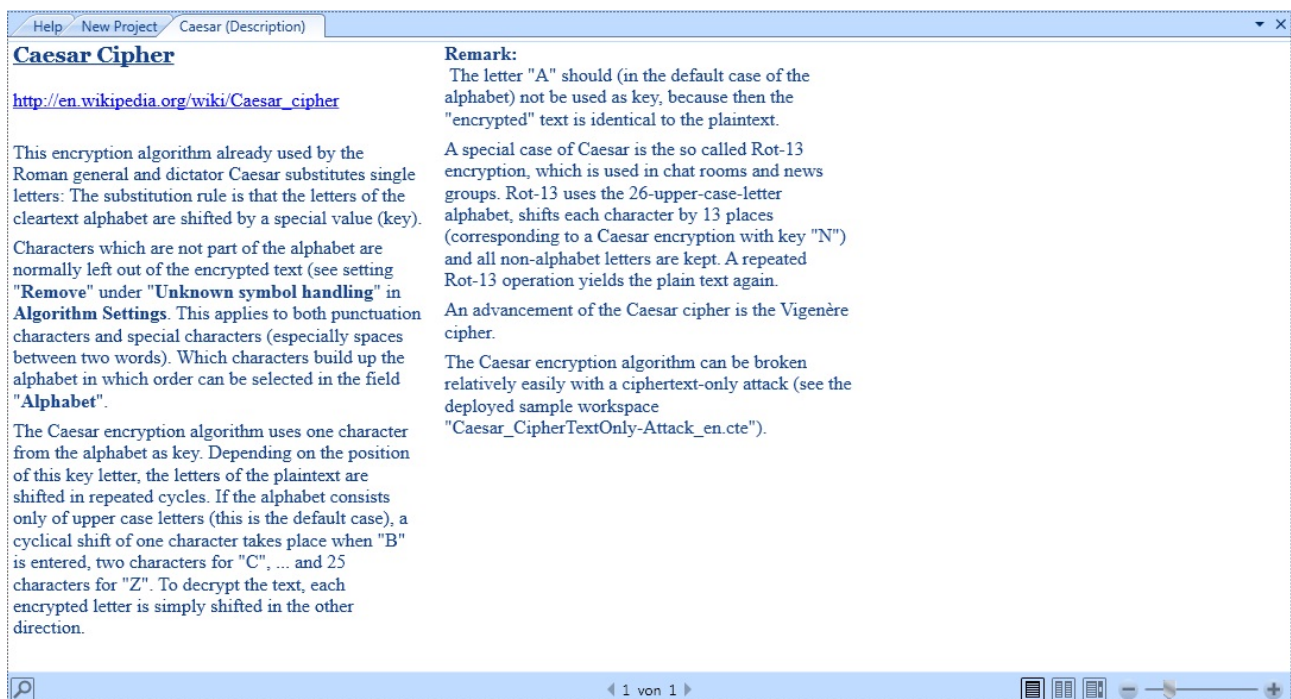 Help
New Project
Caesar (Description)
Caesar Cipher
http://en.wikipedia.org/wiki/Caesar_cipher
This encryption algorithm already used by the
Roman general and dictator Caesar substitutes single
letters: The substitution rule is that the letters of the
cleartext alphabet are shifted by a special value (key).
Characters which are not part of the alphabet are
normally left out of the encrypted text (see setting
"Remove" under "Unknown symbol handling" in
Algorithm Settings. This applies to both punctuation
characters and special characters (especially spaces
between two words). Which characters build up the
alphabet in which order can be selected in the field
"Alphabet".
The Caesar encryption algorithm uses one character
from the alphabet as key. Depending on the position
of this key letter, the letters of the plaintext are
shifted in repeated cycles. If the alphabet consists
only of upper case letters (this is the default case), a
cyclical shift of one character takes place when "B"
is entered, two characters for "C", ... and 25
characters for "Z". To decrypt the text, each
encrypted letter is simply shifted in the other
direction.
Remark:
The letter "A" should (in the default case of the
alphabet) not be used as key, because then the
"encrypted" text is identical to the plaintext.
A special case of Caesar is the so called Rot-13
encryption, which is used in chat rooms and news
groups. Rot-13 uses the 26-upper-case-letter
alphabet, shifts each character by 13 places
(corresponding to a Caesar encryption with key "N")
and all non-alphabet letters are kept. A repeated
Rot-13 operation yields the plain text again.
An advancement of the Caesar cipher is the Vigenère
cipher.
The Caesar encryption algorithm can be broken
relatively easily with a ciphertext-only attack (see the
deployed sample workspace
"Caesar_CipherTextOnly-Attack_en.cte").
1 von 1